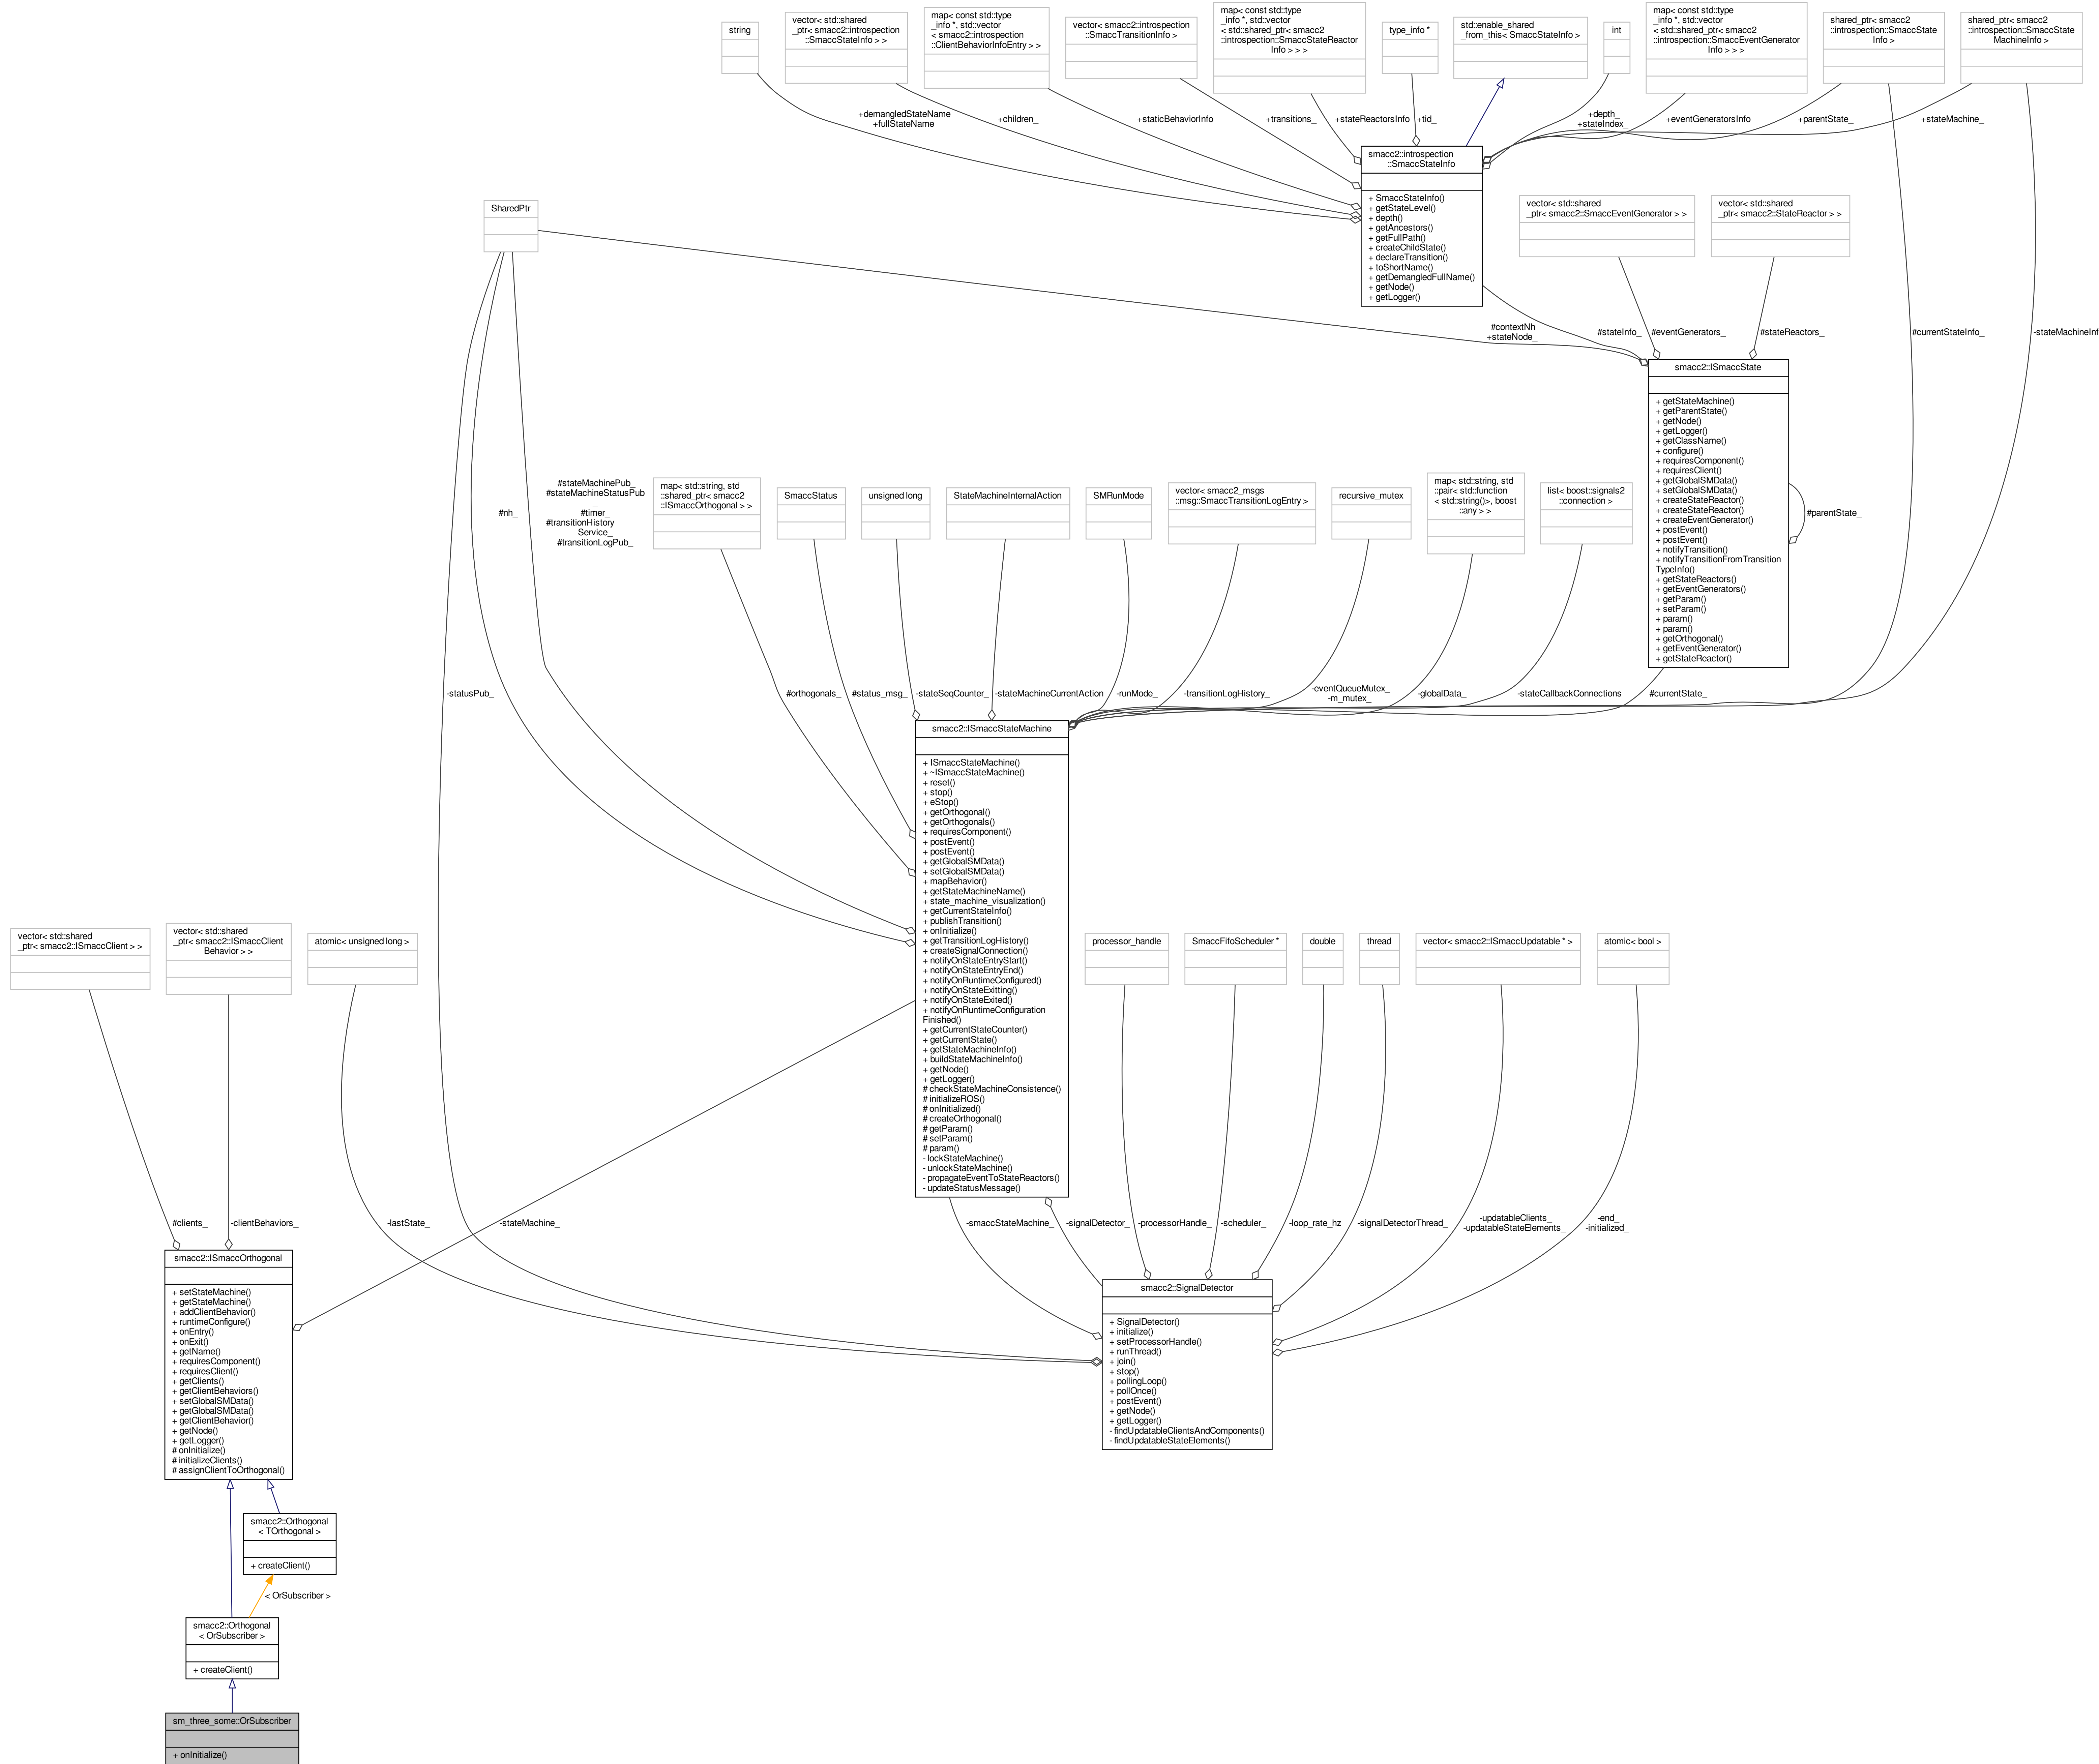 string
vector< std::shared
_ptr< smacc2::introspection
::SmaccStateInfo > >
map< const std::type
_info *, std::vector
< smacc2::introspection
::ClientBehaviorInfoEntry > >
vector< smacc2::introspection
::SmaccTransitionInfo >
map< const std::type
_info *, std::vector
< std::shared_ptr< smacc2
::introspection::SmaccStateReactor
Info > > >
type_info *
std::enable_shared
_from_this< SmaccStateInfo >
int
map< const std::type
_info *, std::vector
< std::shared_ptr< smacc2
::introspection::SmaccEventGenerator
Info > > >
shared_ptr< smacc2
::introspection::SmaccState
Info >
shared_ptr< smacc2
::introspection::SmaccState
MachineInfo >
+demangledStateName
+fullStateName
+children_
+staticBehaviorInfo
+transitions_
+stateReactorsInfo
+tid_
+depth_
+stateIndex_
+eventGeneratorsInfo
+parentState_
+stateMachine_
smacc2::introspection
::SmaccStateInfo
+ SmaccStateInfo()
+ getStateLevel()
+ depth()
+ getAncestors()
+ getFullPath()
+ createChildState()
+ declareTransition()
+ toShortName()
+ getDemangledFullName()
+ getNode()
+ getLogger()
SharedPtr
vector< std::shared
_ptr< smacc2::SmaccEventGenerator > >
vector< std::shared
_ptr< smacc2::StateReactor > >
#contextNh
+stateNode_
#stateInfo_
#eventGenerators_
#stateReactors_
#currentStateInfo_
-stateMachineInf
smacc2::ISmaccState
+ getStateMachine()
+ getParentState()
+ getNode()
+ getLogger()
+ getClassName()
+ configure()
+ requiresComponent()
+ requiresClient()
+ getGlobalSMData()
+ setGlobalSMData()
+ createStateReactor()
+ createStateReactor()
+ createEventGenerator()
+ postEvent()
+ postEvent()
+ notifyTransition()
+ notifyTransitionFromTransition
TypeInfo()
+ getStateReactors()
+ getEventGenerators()
+ getParam()
+ setParam()
+ param()
+ param()
+ getOrthogonal()
+ getEventGenerator()
+ getStateReactor()
#parentState_
#nh_
#stateMachinePub_
#stateMachineStatusPub
_
#timer_
#transitionHistory
Service_
#transitionLogPub_
map< std::string, std
::shared_ptr< smacc2
::ISmaccOrthogonal > >
SmaccStatus
unsigned long
StateMachineInternalAction
SMRunMode
vector< smacc2_msgs
::msg::SmaccTransitionLogEntry >
recursive_mutex
map< std::string, std
::pair< std::function
< std::string()>, boost
::any > >
list< boost::signals2
::connection >
-statusPub_
#orthogonals_
#status_msg_
-stateSeqCounter_
-stateMachineCurrentAction
-runMode_
-transitionLogHistory_
-eventQueueMutex_
-m_mutex_
-globalData_
-stateCallbackConnections
#currentState_
smacc2::ISmaccStateMachine
+ ISmaccStateMachine()
+ ~ISmaccStateMachine()
+ reset()
+ stop()
+ eStop()
+ getOrthogonal()
+ getOrthogonals()
+ requiresComponent()
+ postEvent()
+ postEvent()
+ getGlobalSMData()
+ setGlobalSMData()
+ mapBehavior()
+ getStateMachineName()
+ state_machine_visualization()
+ getCurrentStateInfo()
+ publishTransition()
+ onInitialize()
+ getTransitionLogHistory()
+ createSignalConnection()
+ notifyOnStateEntryStart()
+ notifyOnStateEntryEnd()
+ notifyOnRuntimeConfigured()
+ notifyOnStateExitting()
+ notifyOnStateExited()
+ notifyOnRuntimeConfiguration
Finished()
+ getCurrentStateCounter()
+ getCurrentState()
+ getStateMachineInfo()
+ buildStateMachineInfo()
+ getNode()
+ getLogger()
# checkStateMachineConsistence()
# initializeROS()
# onInitialized()
# createOrthogonal()
# getParam()
# setParam()
# param()
- lockStateMachine()
- unlockStateMachine()
- propagateEventToStateReactors()
- updateStatusMessage()
vector< std::shared
_ptr< smacc2::ISmaccClient > >
vector< std::shared
_ptr< smacc2::ISmaccClient
Behavior > >
atomic< unsigned long >
processor_handle
SmaccFifoScheduler *
double
thread
vector< smacc2::ISmaccUpdatable * >
atomic< bool >
#clients_
-clientBehaviors_
-lastState_
-stateMachine_
-smaccStateMachine_
-signalDetector_
-processorHandle_
-scheduler_
-loop_rate_hz
-signalDetectorThread_
-updatableClients_
-updatableStateElements_
-end_
-initialized_
smacc2::ISmaccOrthogonal
+ setStateMachine()
+ getStateMachine()
+ addClientBehavior()
+ runtimeConfigure()
+ onEntry()
+ onExit()
+ getName()
+ requiresComponent()
+ requiresClient()
+ getClients()
+ getClientBehaviors()
+ setGlobalSMData()
+ getGlobalSMData()
+ getClientBehavior()
+ getNode()
+ getLogger()
# onInitialize()
# initializeClients()
# assignClientToOrthogonal()
smacc2::SignalDetector
+ SignalDetector()
+ initialize()
+ setProcessorHandle()
+ runThread()
+ join()
+ stop()
+ pollingLoop()
+ pollOnce()
+ postEvent()
+ getNode()
+ getLogger()
- findUpdatableClientsAndComponents()
- findUpdatableStateElements()
smacc2::Orthogonal
< TOrthogonal >
+ createClient()
< OrSubscriber >
smacc2::Orthogonal
< OrSubscriber >
+ createClient()
sm_three_some::OrSubscriber
+ onInitialize()